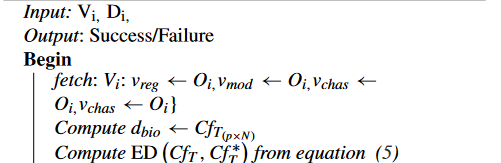 Input: Vi, Di,
Output: Success/Failure
Begin
fetch: Vi: vreg ← Oi,vmod ← Oi,vchas ←
Oi,vchas ← Oi}
Compute dbio ← CfT(p×N)
Compute ED (CfT, Cf*T) from equation (5)